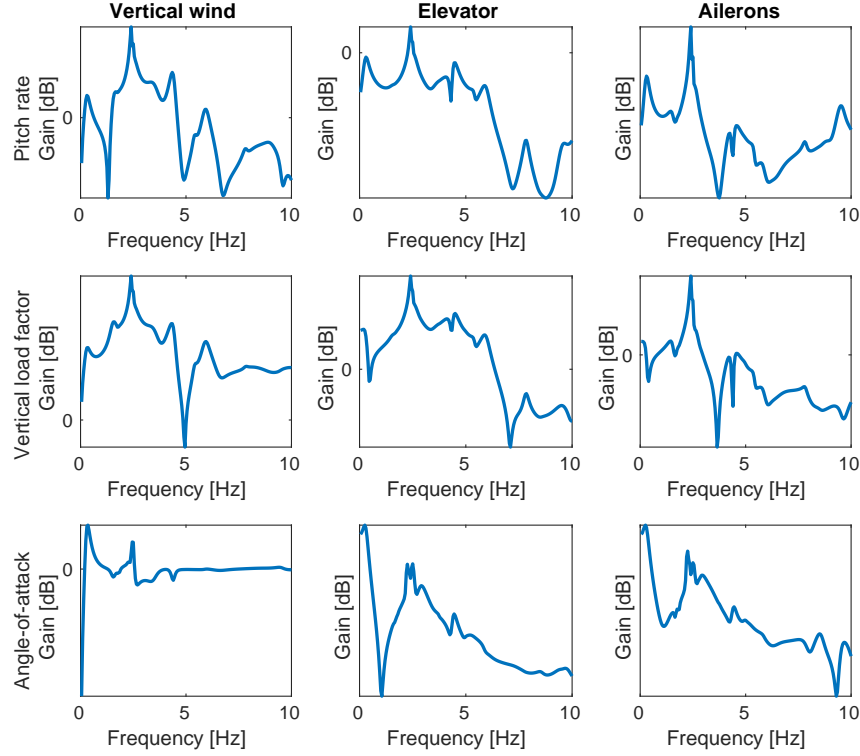 Vertical wind Elevator Ailerons
Pitch rate
Gain [dB]
0
0 5 10
Frequency [Hz]
Gain [dB]
0
0 5 10
Frequency [Hz]
Gain [dB]
0 5 10
Frequency [Hz]
Vertical load factor
Gain [dB]
0
0 5 10
Frequency [Hz]
Gain [dB]
0
0 5 10
Frequency [Hz]
Gain [dB]
0
0 5 10
Frequency [Hz]
Angle-of-attack
Gain [dB]
0
0 5 10
Frequency [Hz]
Gain [dB]
0 5 10
Frequency [Hz]
Gain [dB]
0 5 10
Frequency [Hz]